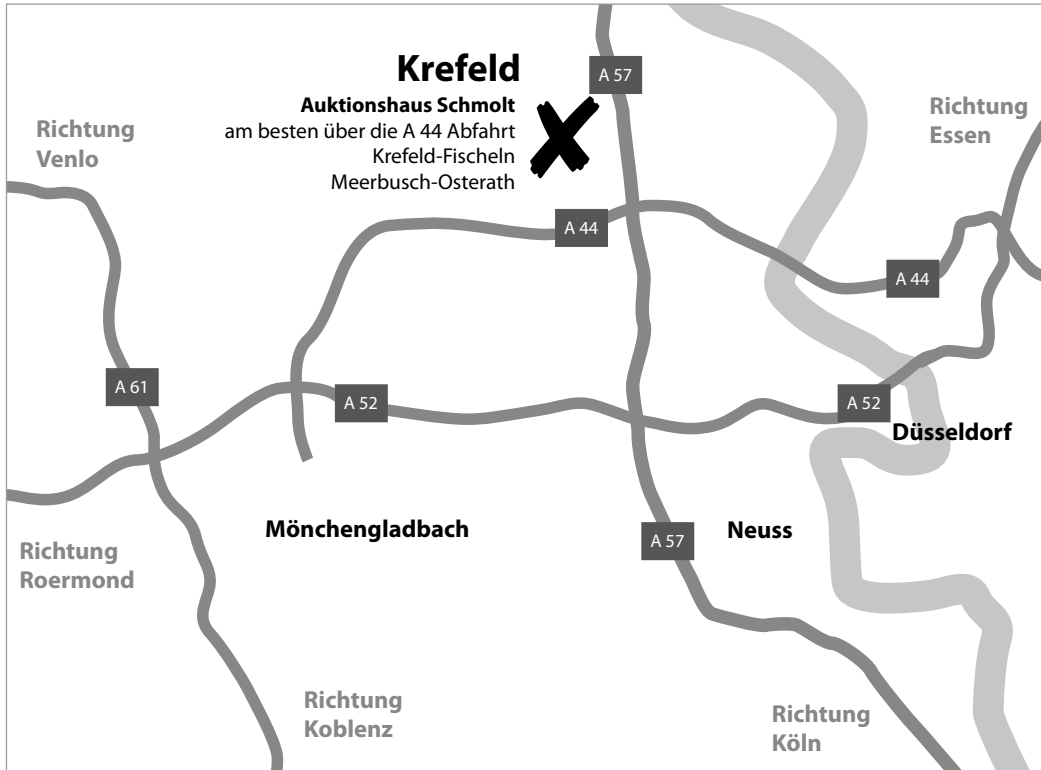 Krefeld
A 57
Auktionshaus Schmolt
am besten über die A 44 Abfahrt
Krefeld-Fischeln
Meerbusch-Osterath
Richtung
Venlo
Richtung
Essen
A 44
A 44
A 61
A 52
A 52
Düsseldorf
Mönchengladbach
Neuss
A 57
Richtung
Roermond
Richtung
Koblenz
Richtung
Köln